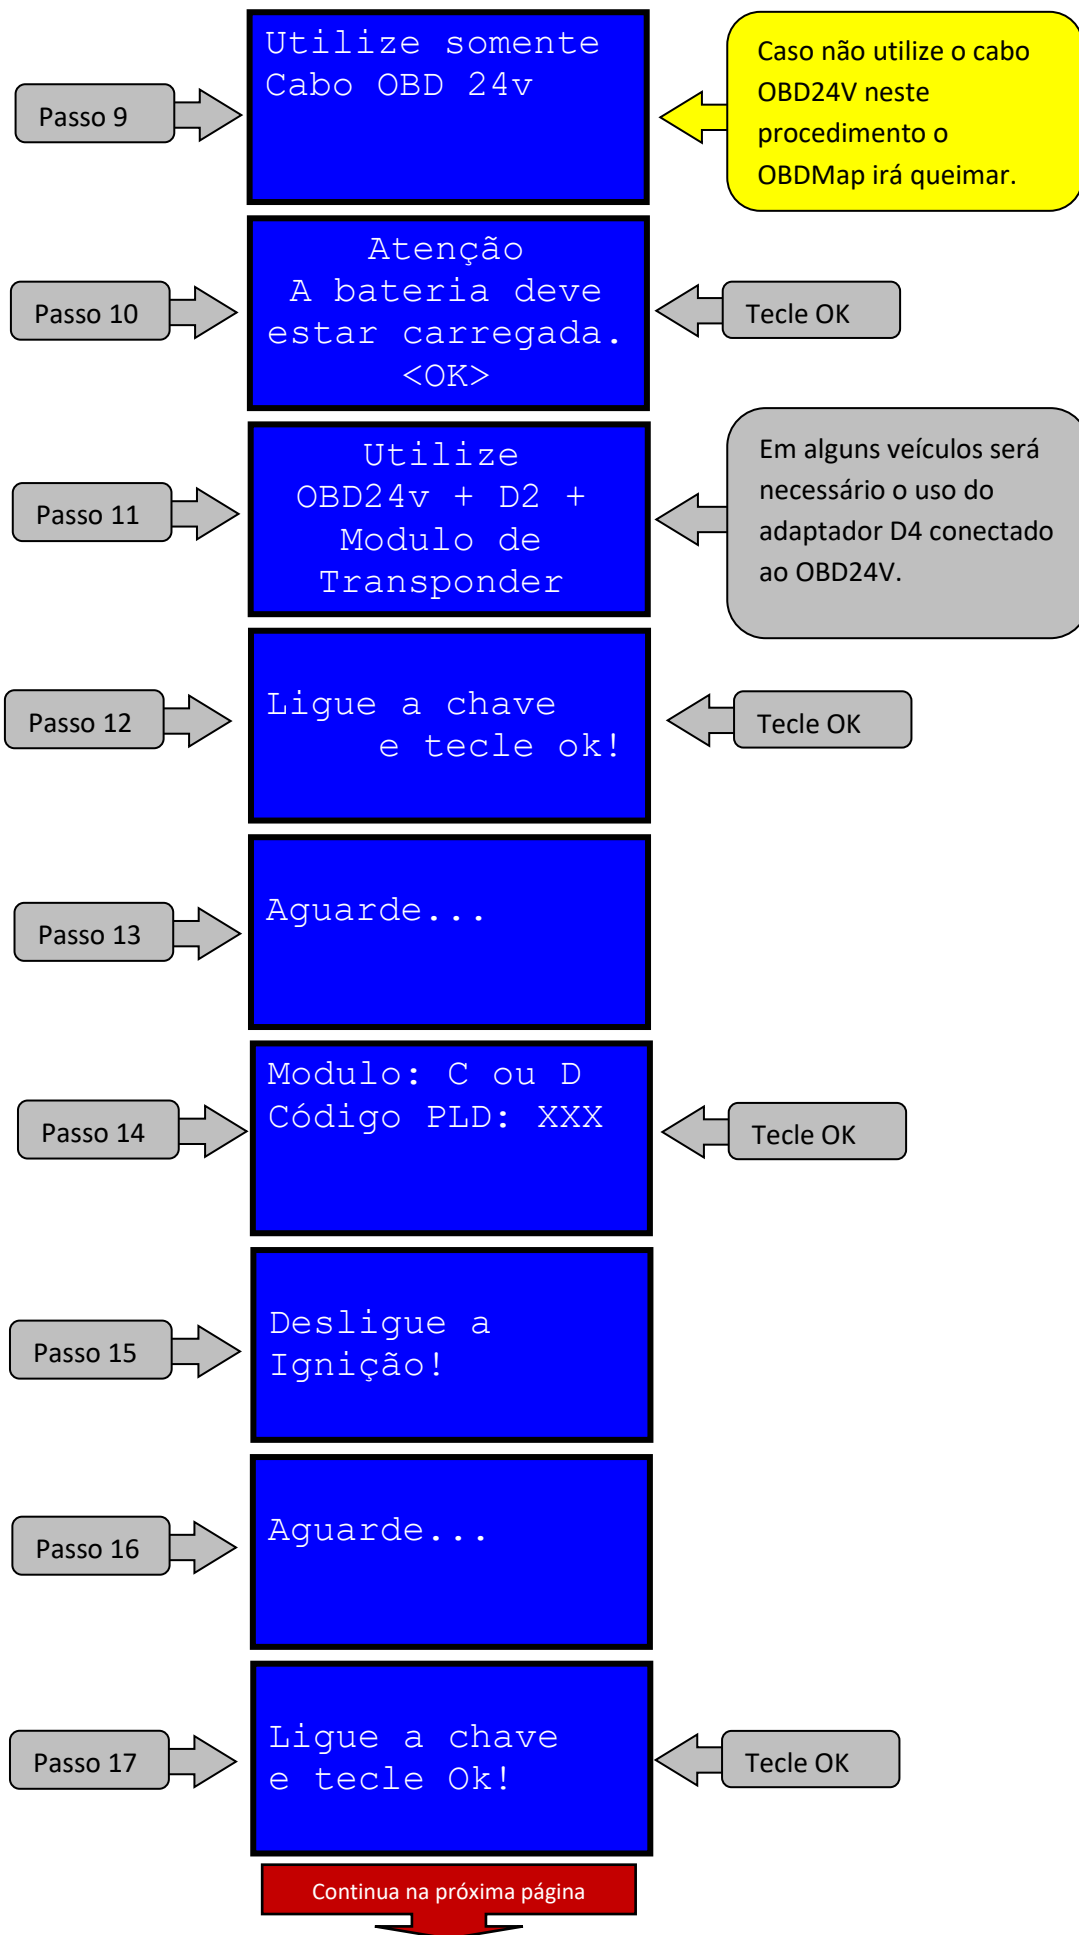 Passo 9
Utilize somente
Cabo OBD 24v
Caso não utilize o cabo
OBD24V neste
procedimento o
OBDMap irá queimar.
Passo 10
Atenção
A bateria deve
estar carregada.
<OK>
Tecle OK
Passo 11
Utilize
OBD24v + D2 +
Modulo de
Transponder
Em alguns veículos será
necessário o uso do
adaptador D4 conectado
ao OBD24V.
Passo 12
Ligue a chave
e tecle ok!
Tecle OK
Passo 13
Aguarde...
Passo 14
Modulo: C ou D
Código PLD: XXX
Tecle OK
Passo 15
Desligue a
Ignição!
Passo 16
Aguarde...
Passo 17
Ligue a chave
e tecle Ok!
Tecle OK
Continua na próxima página